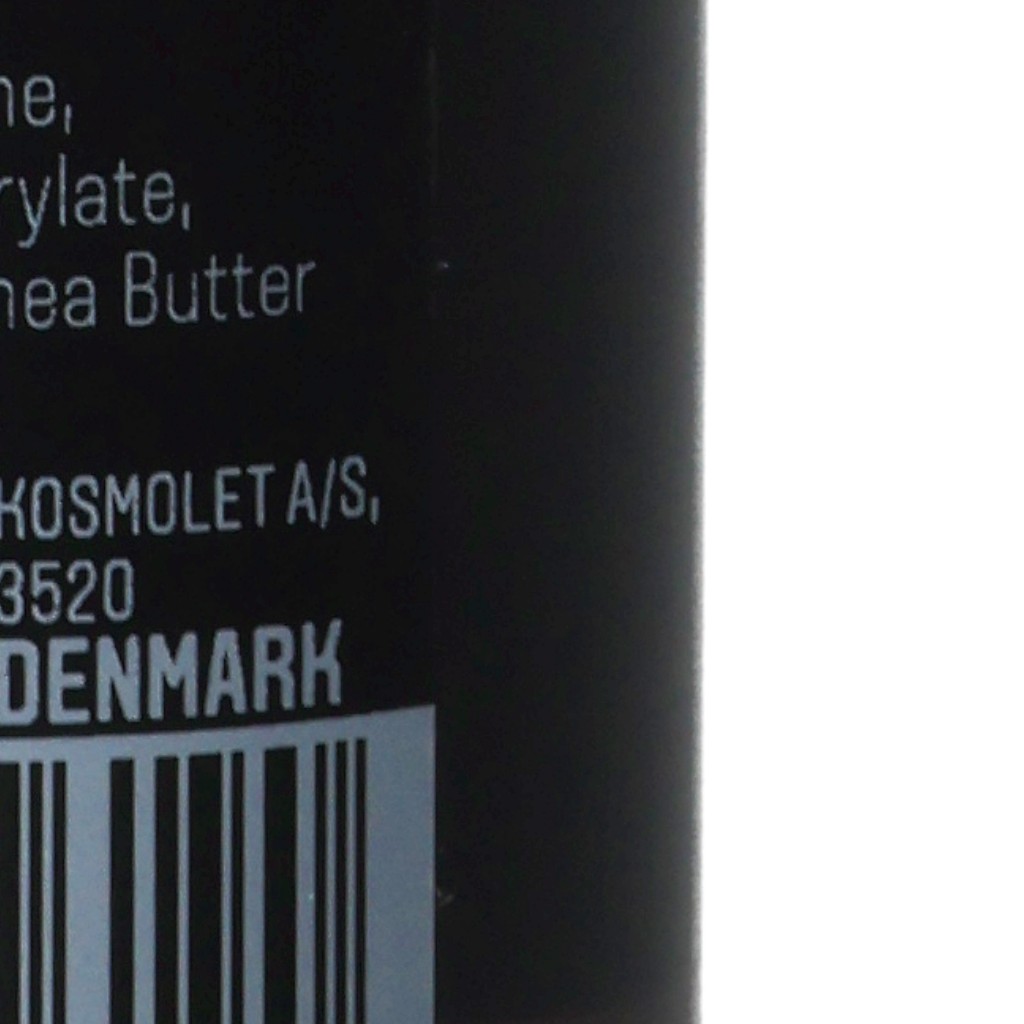 ne,
rylate,
hea Butter
KOSMOLET A/S,
3520
DENMARK